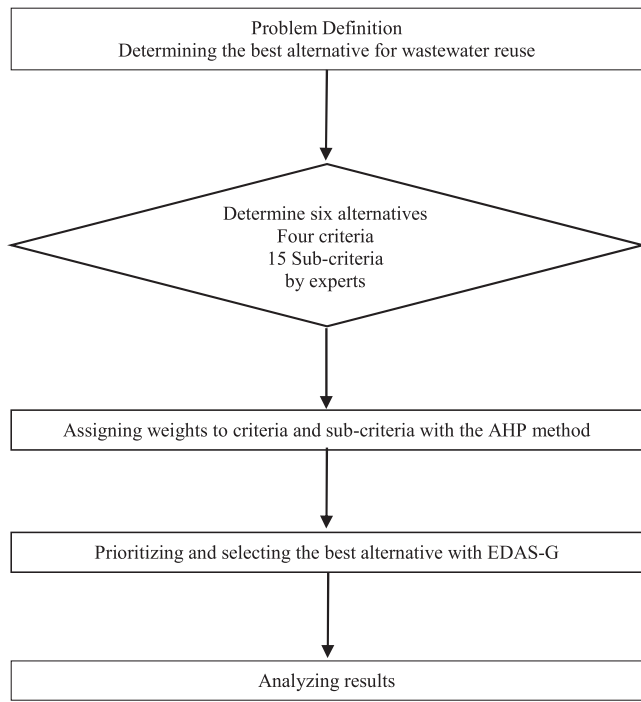 Problem Definition
Determining the best alternative for wastewater reuse
Determine six alternatives
Four criteria
15 Sub-criteria
by experts
Assigning weights to criteria and sub-criteria with the AHP method
Prioritizing and selecting the best alternative with EDAS-G
Analyzing results